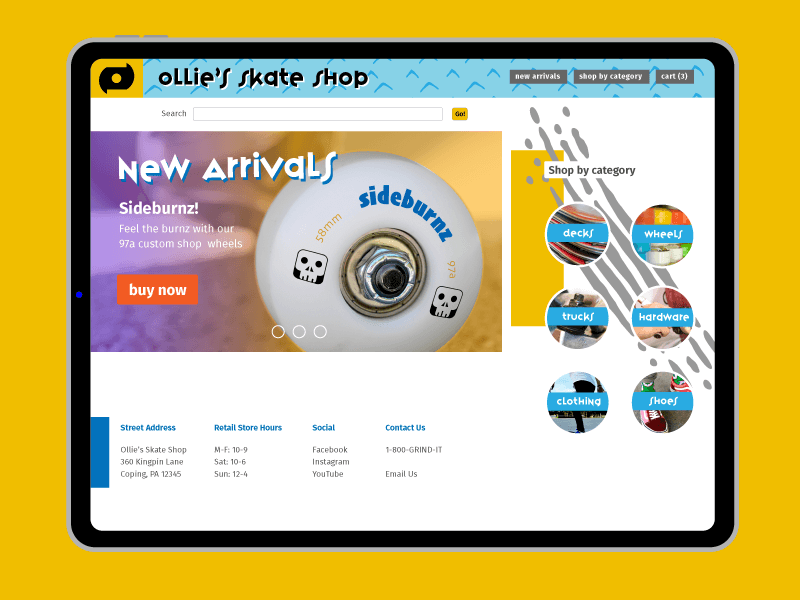 Ollie's Skate Shop
new arrivals
shop by category
cart (3)
Search
Go!
New Arrivals
Sideburnz!
Feel the burnz with our
97a custom shop wheels
buy now
sideburnz
58mm
97a
Shop by category
decks
wheels
trucks
hardware
clothing
shoes
Street Address
Ollie's Skate Shop
360 Kingpin Lane
Coping, PA 12345
Retail Store Hours
M-F: 10-9
Sat: 10-6
Sun: 12-4
Social
Facebook
Instagram
YouTube
Contact Us
1-800-GRIND-IT
Email Us